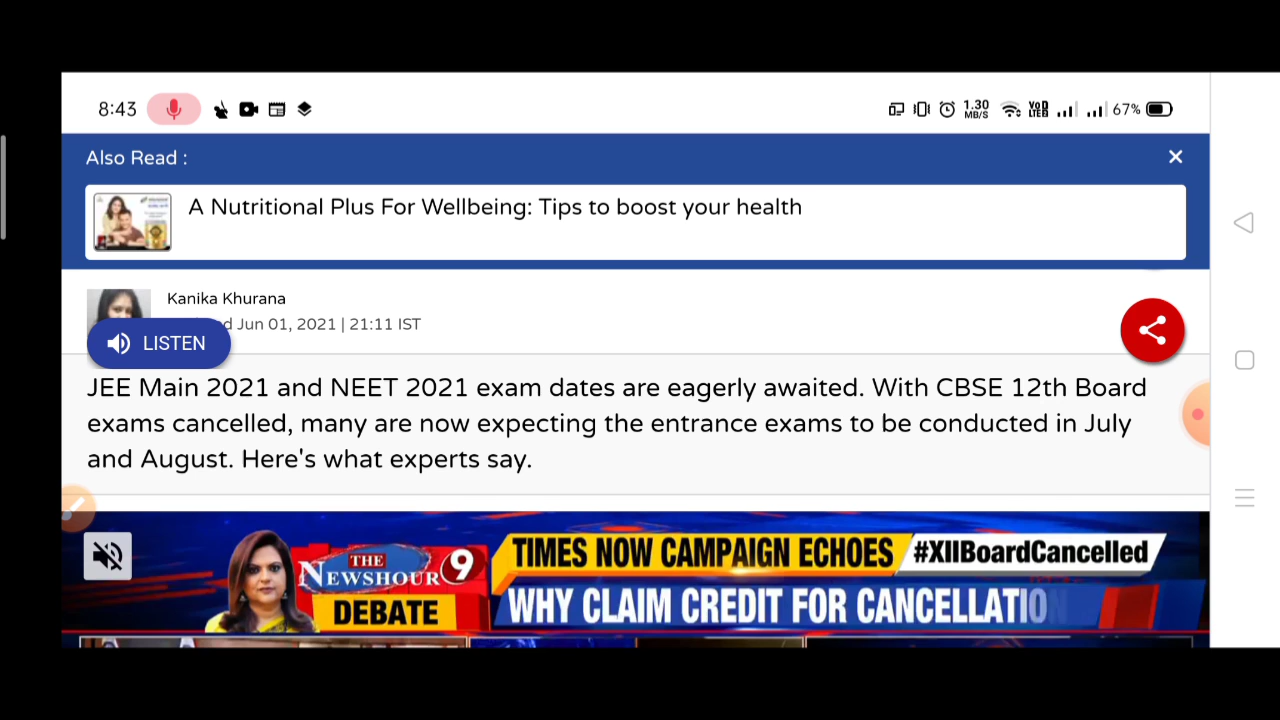 8:43
1.30 MB/S
VoD LTE2
67%
Also Read :
A Nutritional Plus For Wellbeing: Tips to boost your health
Kanika Khurana
d Jun 01, 2021 | 21:11 IST
LISTEN
JEE Main 2021 and NEET 2021 exam dates are eagerly awaited. With CBSE 12th Board
exams cancelled, many are now expecting the entrance exams to be conducted in July
and August. Here's what experts say.
THE
NEWSHOUR 9
DEBATE
TIMES NOW CAMPAIGN ECHOES #XIIBoardCancelled
WHY CLAIM CREDIT FOR CANCELLATIO